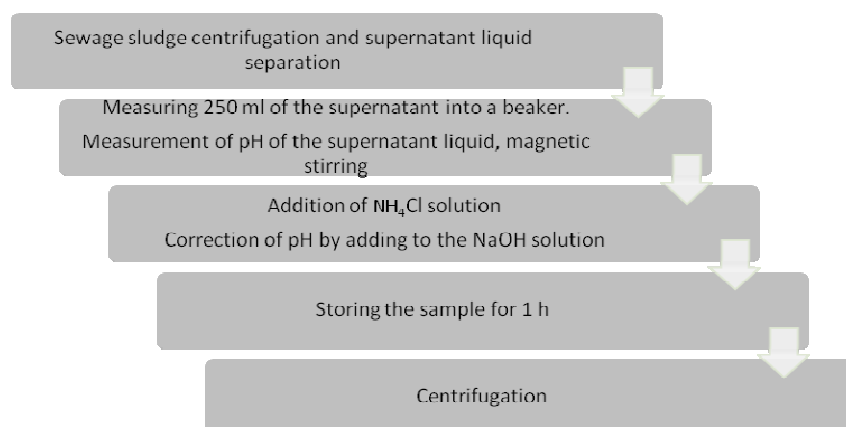 Sewage sludge centrifugation and supernatant liquid
separation
Measuring 250 ml of the supernatant into a beaker.
Measurement of pH of the supernatant liquid, magnetic
stirring
Addition of NH₄Cl solution
Correction of pH by adding to the NaOH solution
Storing the sample for 1 h
Centrifugation